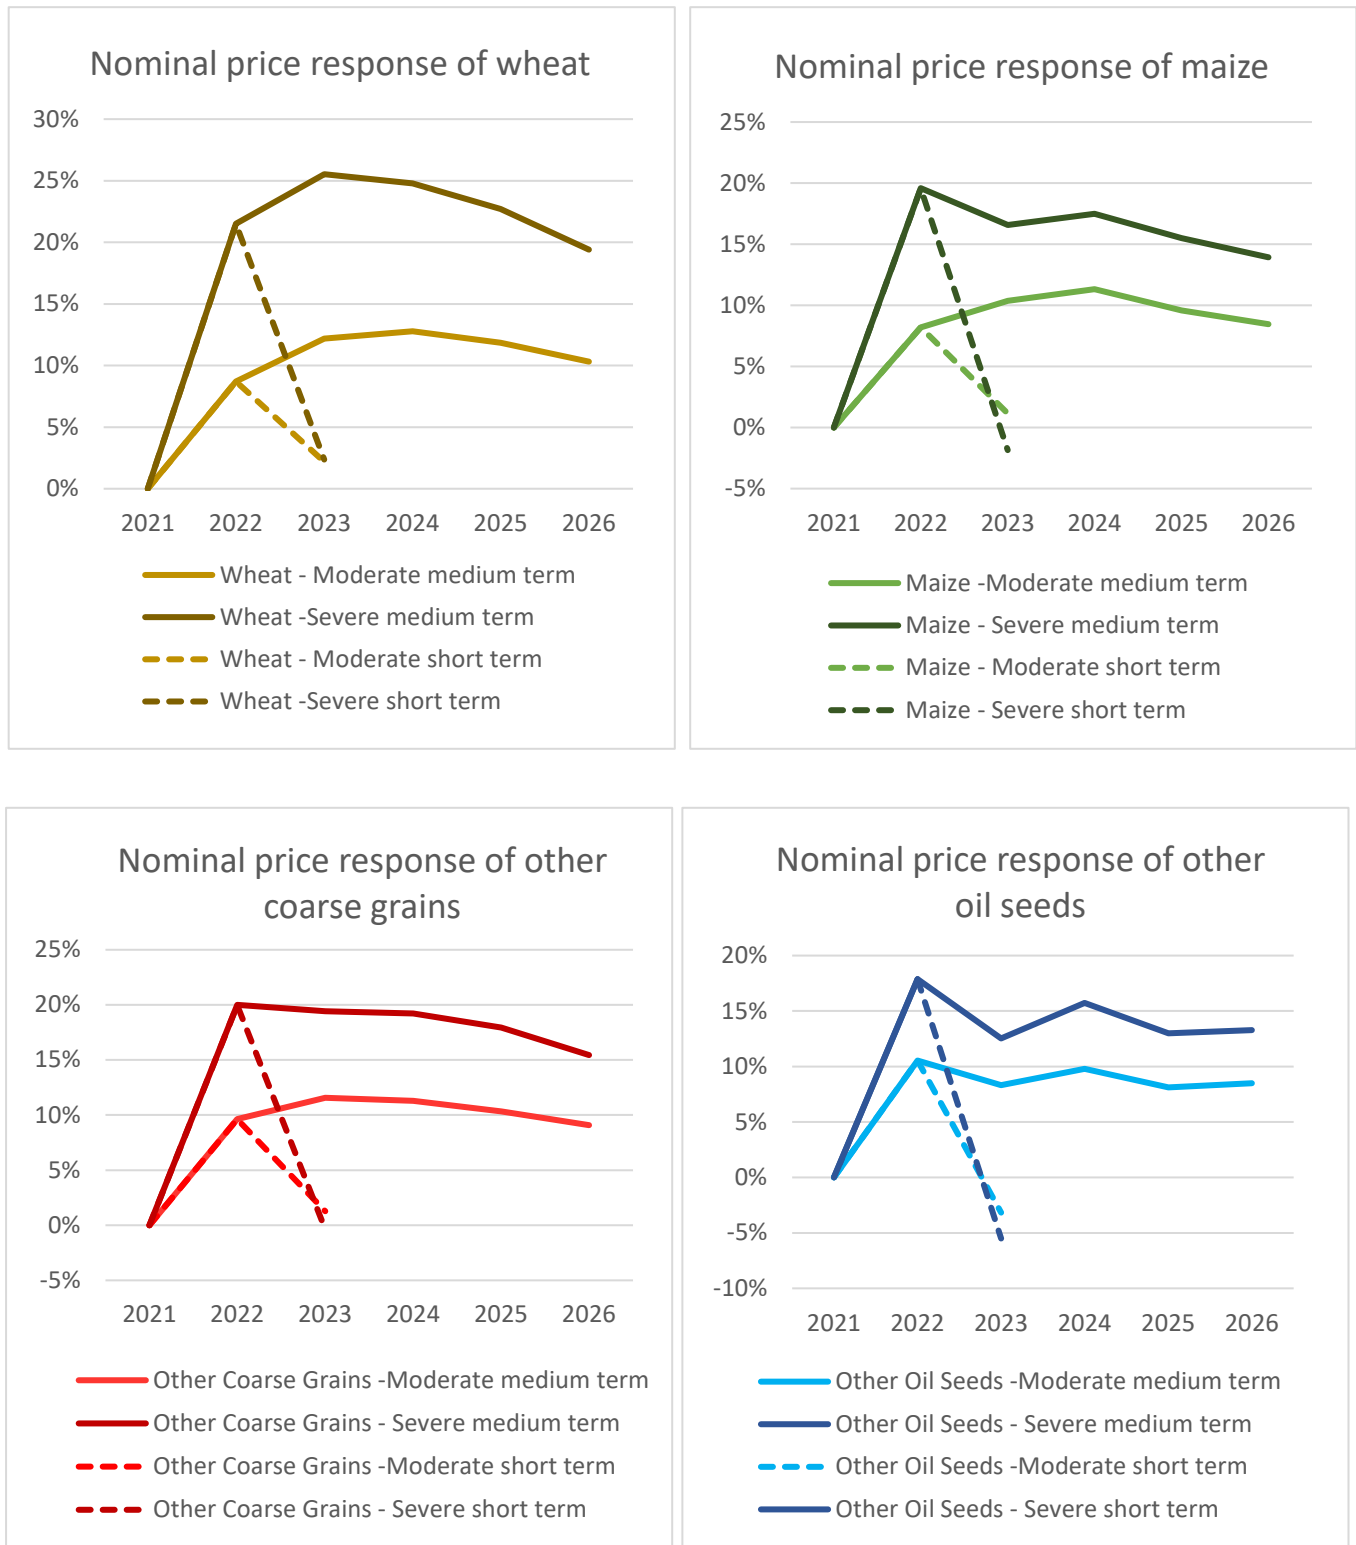 Nominal price response of wheat
30%
25%
20%
15%
10%
5%
0%
2021 2022 2023 2024 2025 2026
Wheat - Moderate medium term
Wheat -Severe medium term
Wheat - Moderate short term
Wheat -Severe short term
Nominal price response of maize
25%
20%
15%
10%
5%
0%
-5%
2021 2022 2023 2024 2025 2026
Maize -Moderate medium term
Maize - Severe medium term
Maize - Moderate short term
Maize - Severe short term
Nominal price response of other
coarse grains
25%
20%
15%
10%
5%
0%
-5%
2021 2022 2023 2024 2025 2026
Other Coarse Grains -Moderate medium term
Other Coarse Grains - Severe medium term
Other Coarse Grains -Moderate short term
Other Coarse Grains - Severe short term
Nominal price response of other
oil seeds
20%
15%
10%
5%
0%
-5%
-10%
2021 2022 2023 2024 2025 2026
Other Oil Seeds -Moderate medium term
Other Oil Seeds - Severe medium term
Other Oil Seeds -Moderate short term
Other Oil Seeds - Severe short term